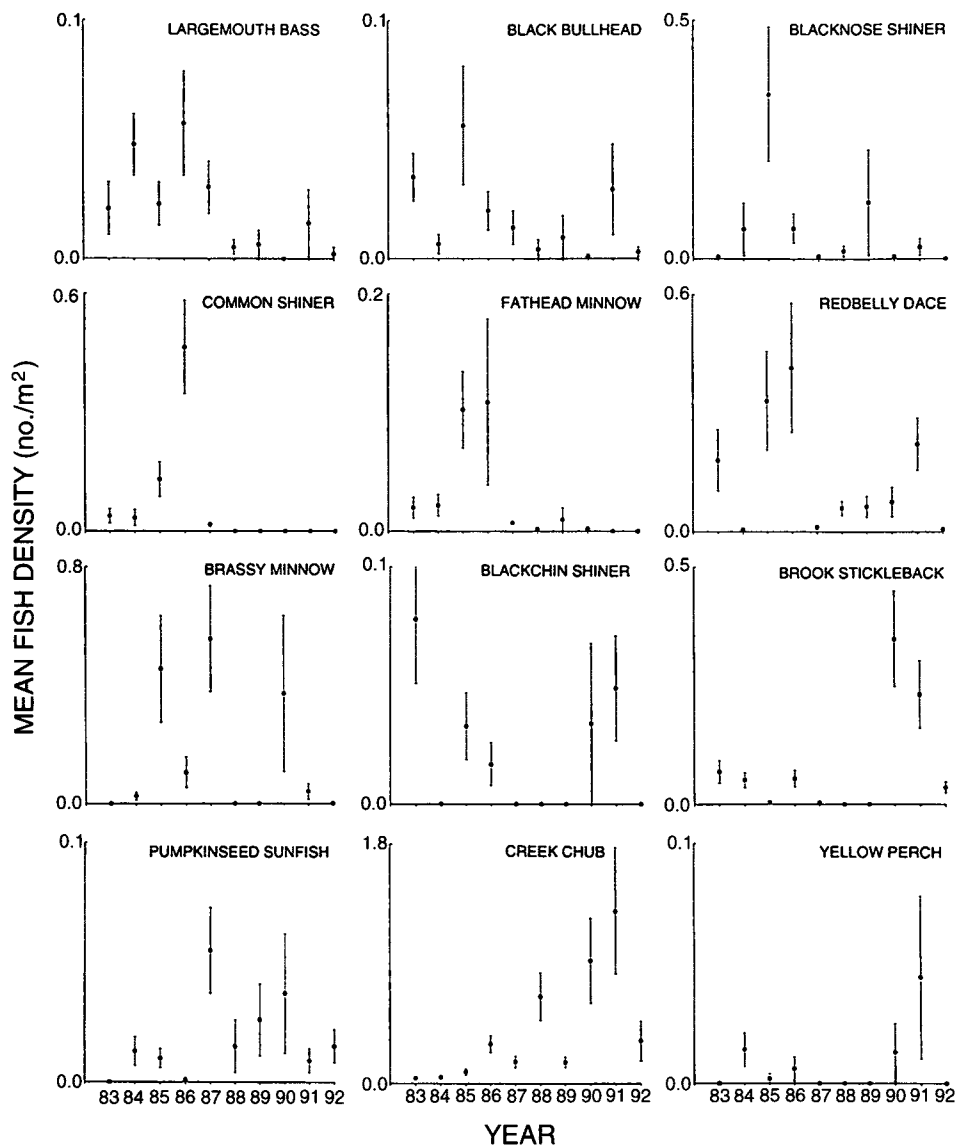 0.1
LARGEMOUTH BASS
0.0
0.1
BLACK BULLHEAD
0.0
0.5
BLACKNOSE SHINER
0.0
0.6
COMMON SHINER
0.0
0.2
FATHEAD MINNOW
0.0
0.6
REDBELLY DACE
0.0
0.8
BRASSY MINNOW
0.0
0.1
BLACKCHIN SHINER
0.0
0.5
BROOK STICKLEBACK
0.0
0.1
PUMPKINSEED SUNFISH
0.0
83 84 85 86 87 88 89 90 91 92
1.8
CREEK CHUB
0.0
83 84 85 86 87 88 89 90 91 92
0.1
YELLOW PERCH
0.0
83 84 85 86 87 88 89 90 91 92
MEAN FISH DENSITY (no./m²)
YEAR